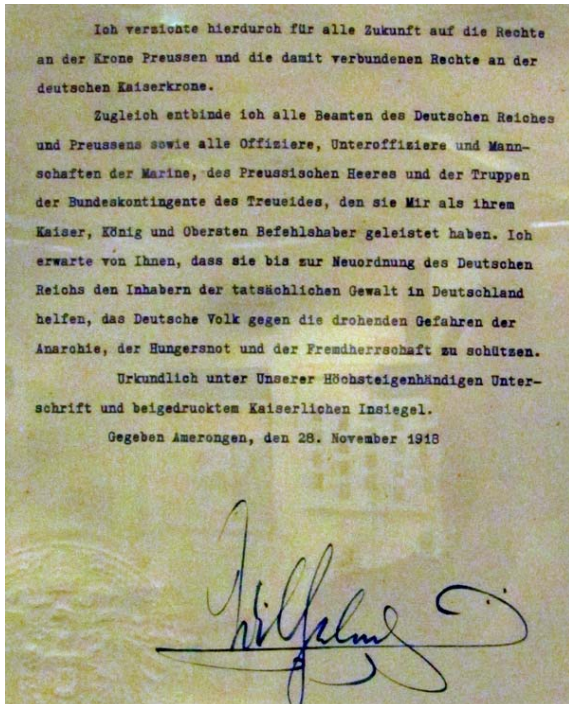 Ich verzichte hierdurch für alle Zukunft auf die Rechte
an der Krone Preussen und die damit verbundenen Rechte an der
deutschen Kaiserkrone.
Zugleich entbinde ich alle Beamten des Deutschen Reiches
und Preussens sowie alle Offiziere, Unteroffiziere und Mann-
schaften der Marine, des Preussischen Heeres und der Truppen
der Bundeskontingente des Treueides, den sie Mir als ihrem
Kaiser, König und Obersten Befehlshaber geleistet haben. Ich
erwarte von Ihnen, dass sie bis zur Neuordnung des Deutschen
Reichs den Inhabern der tatsächlichen Gewalt in Deutschland
helfen, das Deutsche Volk gegen die drohenden Gefahren der
Anarchie, der Hungersnot und der Fremdherrschaft zu schützen.
Urkundlich unter Unserer Höchsteigenhändigen Unter-
schrift und beigedrucktem Kaiserlichen Insiegel.
Gegeben Amerongen, den 28. November 1918
Wilhelm